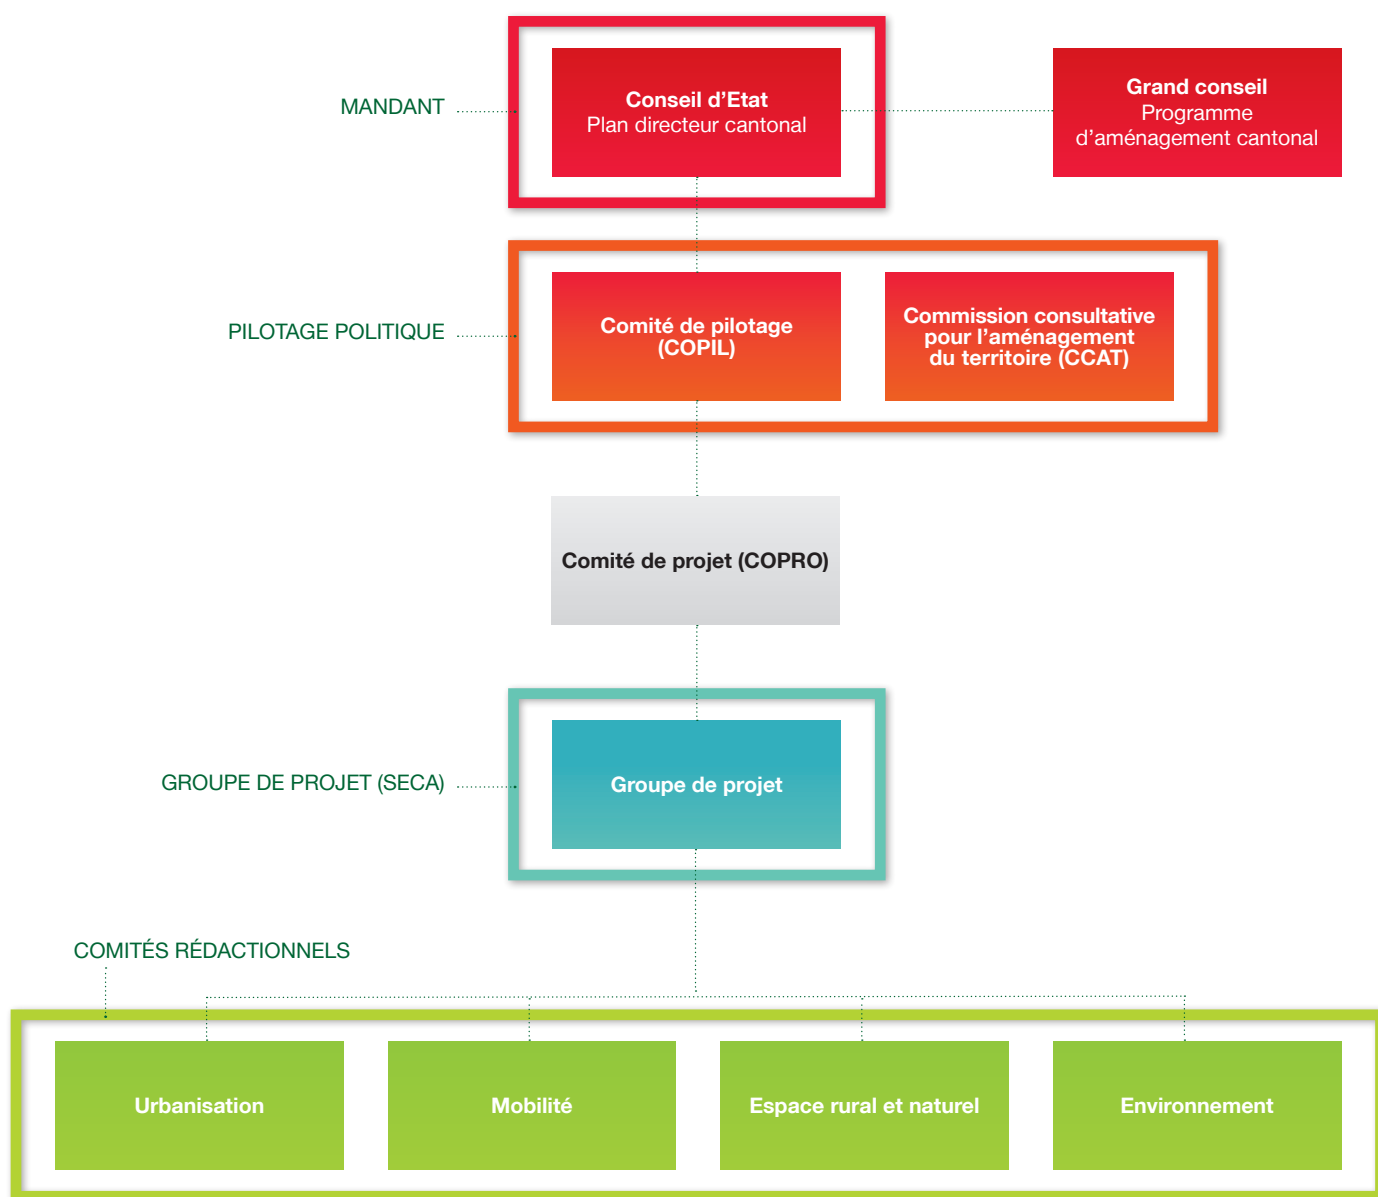 MANDANT
Conseil d'Etat
Plan directeur cantonal
Grand conseil
Programme
d'aménagement cantonal
PILOTAGE POLITIQUE
Comité de pilotage
(COPIL)
Commission consultative
pour l'aménagement
du territoire (CCAT)
Comité de projet (COPRO)
GROUPE DE PROJET (SECA)
Groupe de projet
COMITÉS RÉDACTIONNELS
Urbanisation
Mobilité
Espace rural et naturel
Environnement